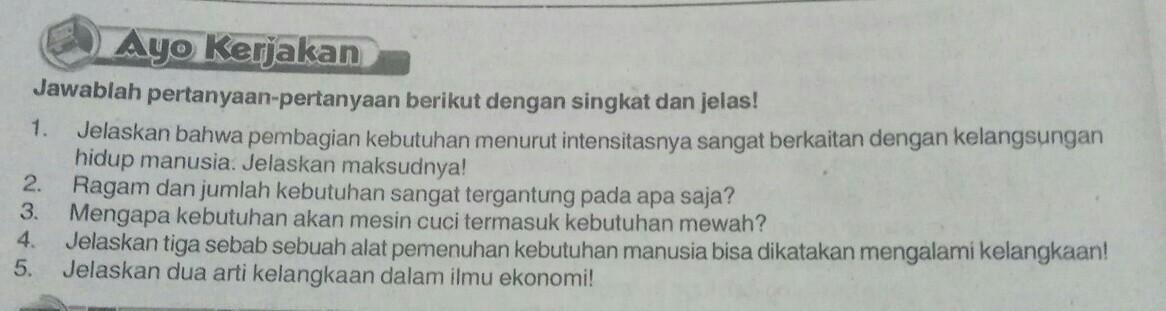 Ayo Kerjakan
Jawablah pertanyaan-pertanyaan berikut dengan singkat dan jelas!
1. Jelaskan bahwa pembagian kebutuhan menurut intensitasnya sangat berkaitan dengan kelangsungan
hidup manusia. Jelaskan maksudnya!
2. Ragam dan jumlah kebutuhan sangat tergantung pada apa saja?
3. Mengapa kebutuhan akan mesin cuci termasuk kebutuhan mewah?
4. Jelaskan tiga sebab sebuah alat pemenuhan kebutuhan manusia bisa dikatakan mengalami kelangkaan!
5. Jelaskan dua arti kelangkaan dalam ilmu ekonomi!